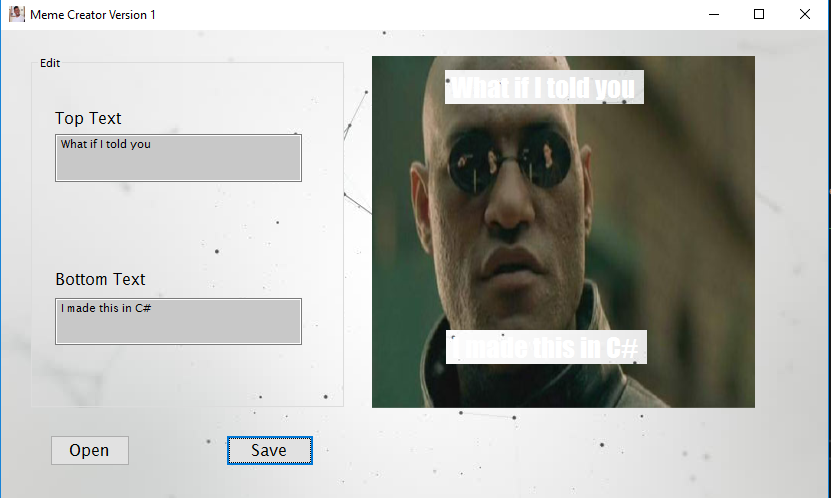 Meme Creator Version 1
Edit
Top Text
What if I told you
Bottom Text
I made this in C#
Open
Save
What if I told you
I made this in C#